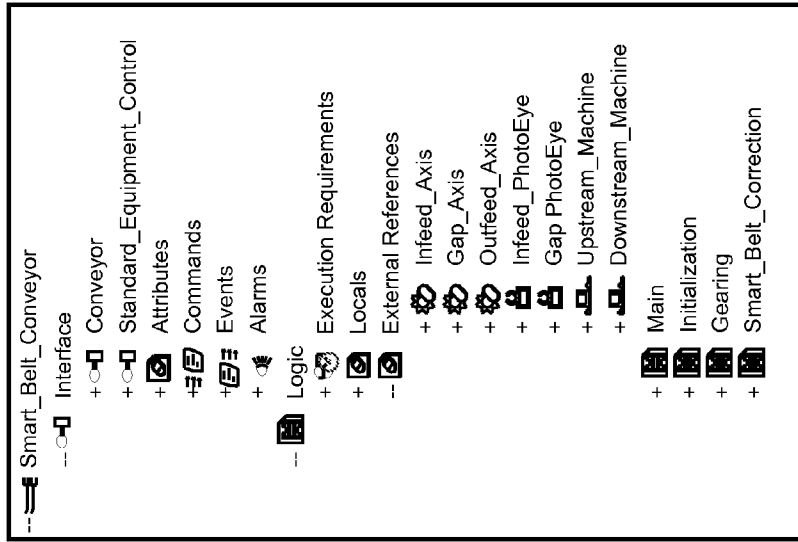 -- Smart_Belt_Conveyor
-- Interface
+ Conveyor
+ Standard_Equipment_Control
+ Attributes
+ Commands
+ Events
+ Alarms
-- Logic
+ Execution Requirements
+ Locals
-- External References
+ Infeed_Axis
+ Gap_Axis
+ Outfeed_Axis
+ Infeed_PhotoEye
+ Gap PhotoEye
+ Upstream_Machine
+ Downstream_Machine
+ Main
+ Initialization
+ Gearing
+ Smart_Belt_Correction